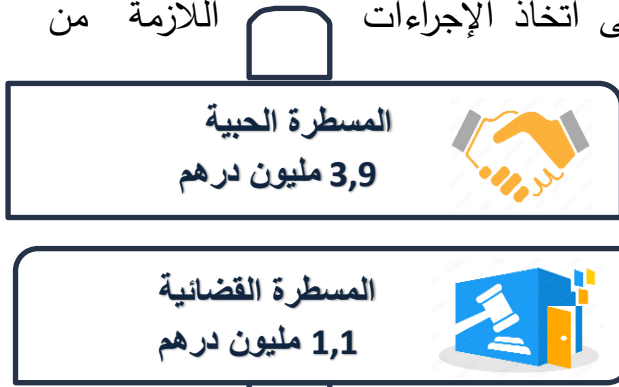 اتخاذ الإجراءات اللازمة من
المسطرة الحبية
3,9 مليون درهم
المسطرة القضائية
1,1 مليون درهم